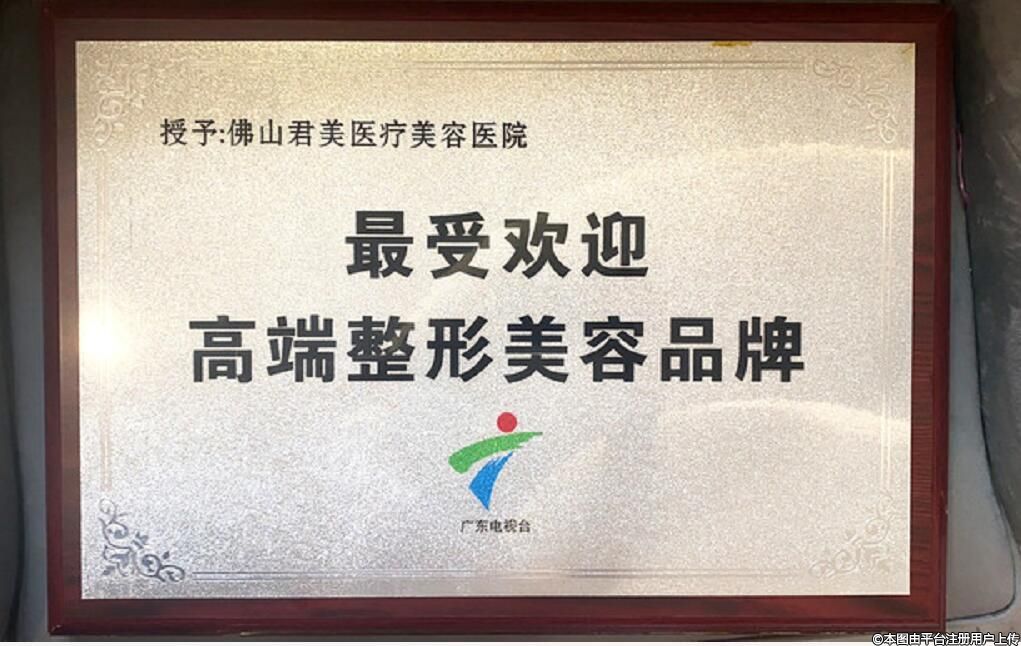 授予:佛山君美医疗美容医院
最受欢迎
高端整形美容品牌
广东电视台
©本图由平台注册用户上传